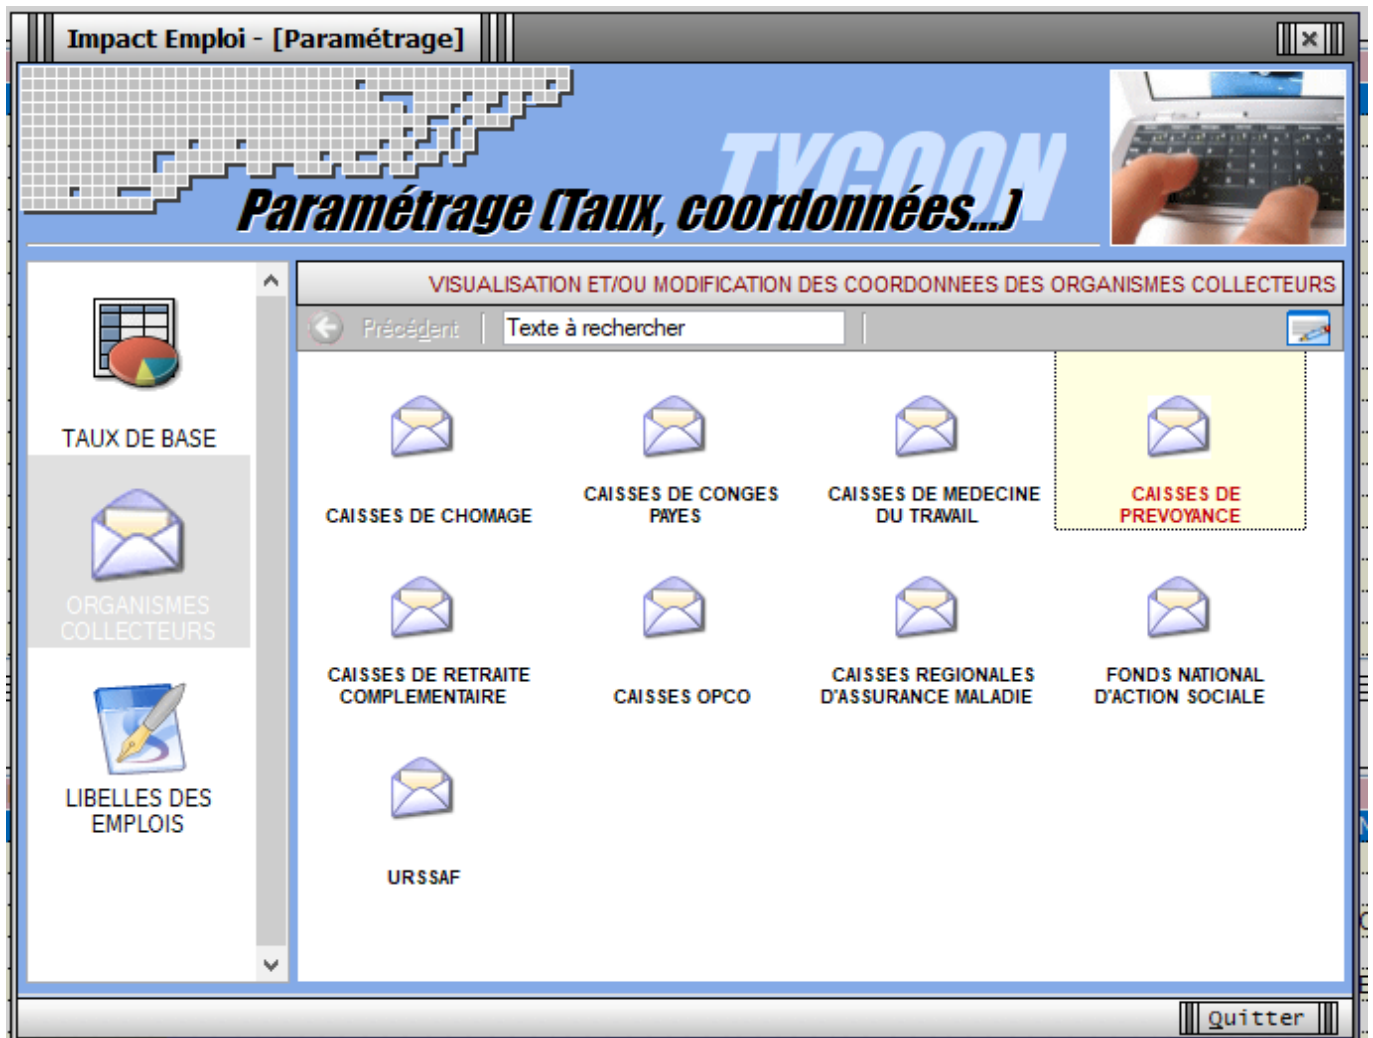 Impact Emploi - [Paramétrage]
TYCOON
Paramétrage (Taux, coordonnées...)
VISUALISATION ET/OU MODIFICATION DES COORDONNEES DES ORGANISMES COLLECTEURS
Précédent
Texte à rechercher
TAUX DE BASE
ORGANISMES
COLLECTEURS
LIBELLES DES
EMPLOIS
CAISSES DE CHOMAGE
CAISSES DE CONGES
PAYES
CAISSES DE MEDECINE
DU TRAVAIL
CAISSES DE
PREVOYANCE
CAISSES DE RETRAITE
COMPLEMENTAIRE
CAISSES OPCO
CAISSES REGIONALES
D'ASSURANCE MALADIE
FONDS NATIONAL
D'ACTION SOCIALE
URSSAF
Quitter